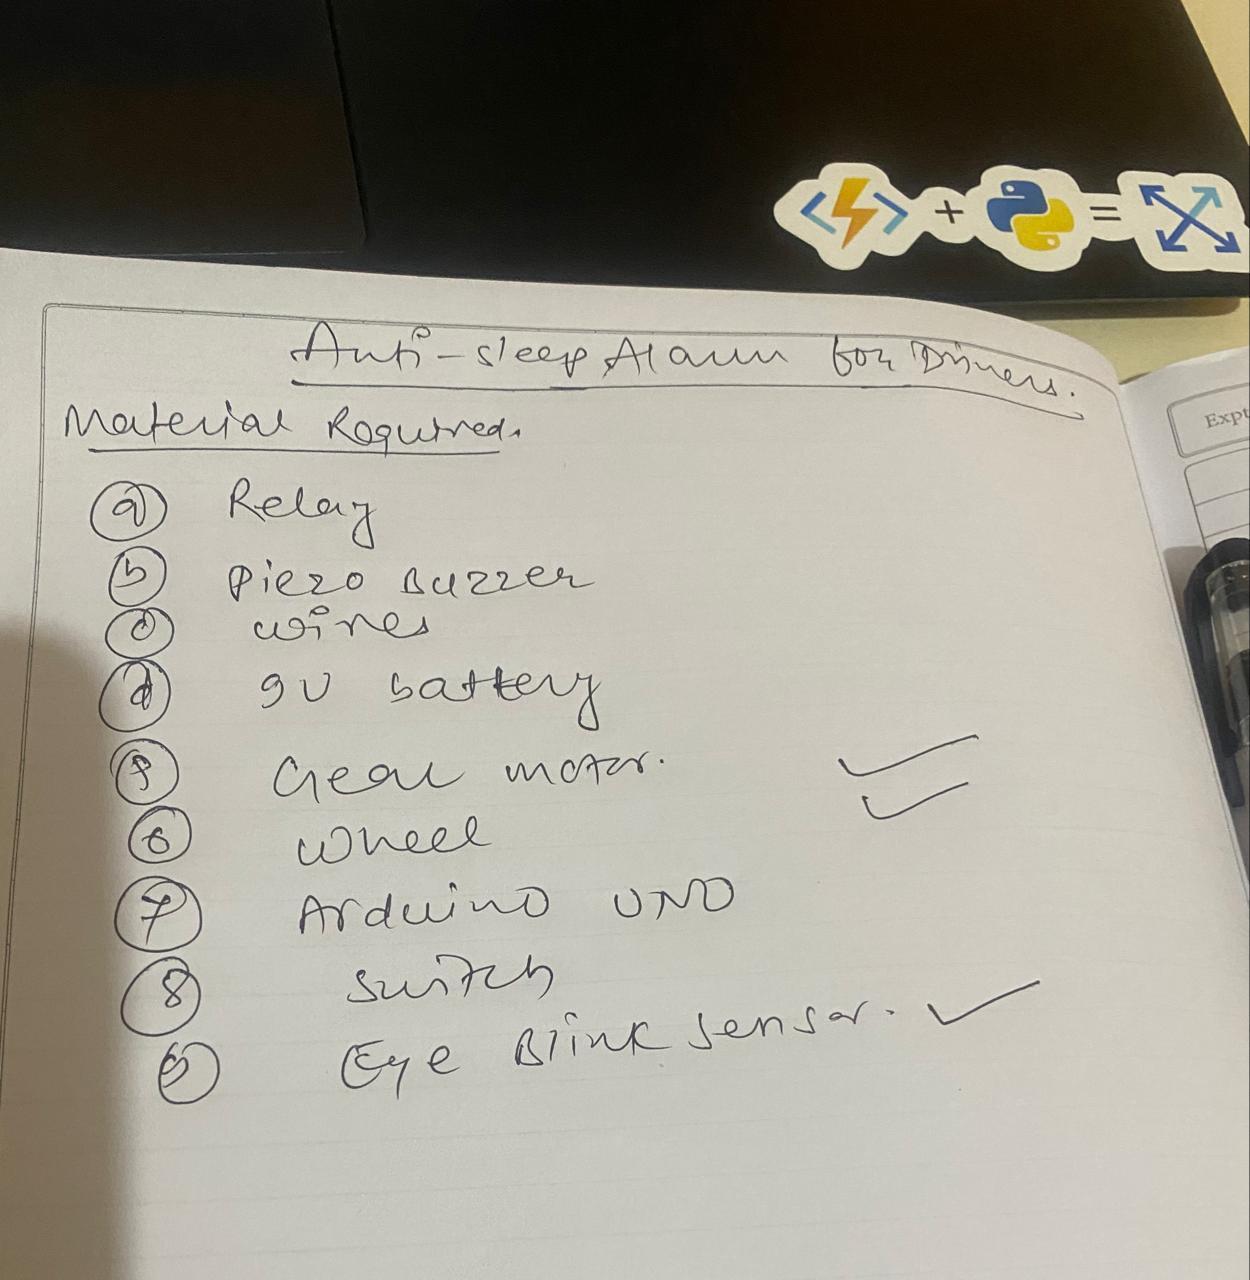 Anti-sleep Alarm for Drivers.
Material Required.
a Relay
b Piezo Buzzer
c wires
d 9V battery
5 Gear motor.
6 Wheel
7 Arduino UNO
8 Switch
9 Eye Blink Sensor.
< > + =
Expt